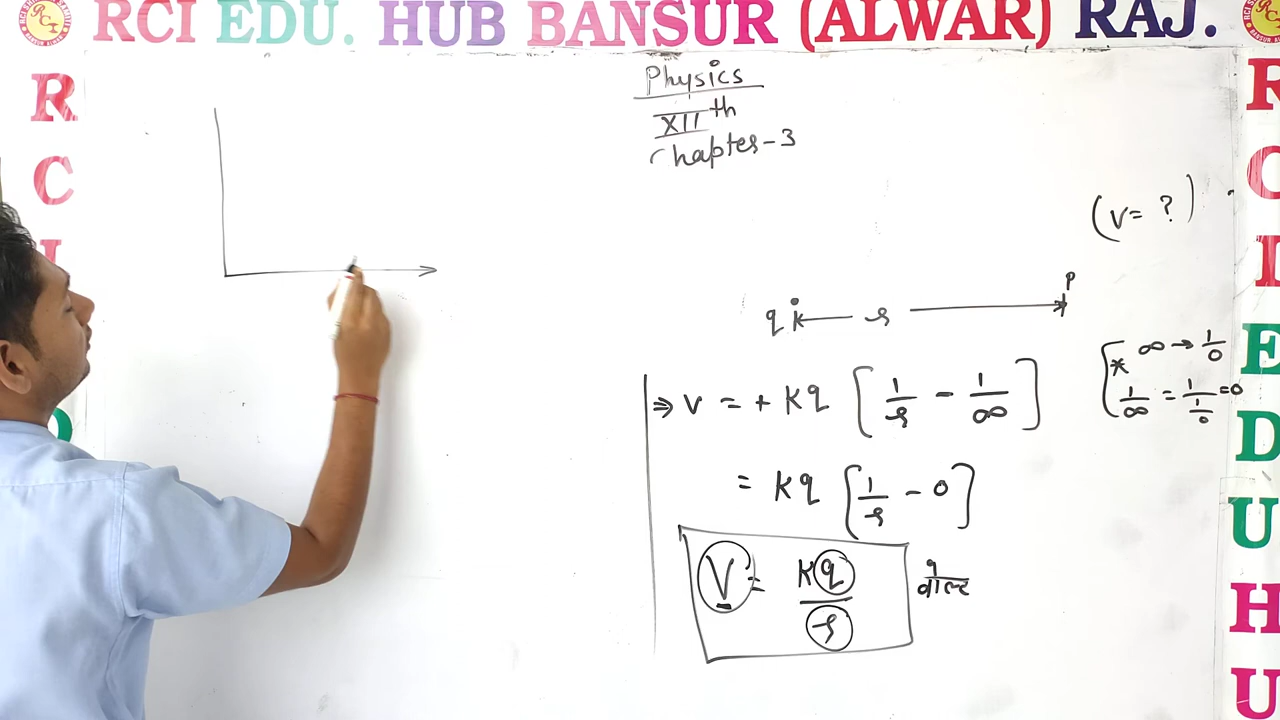 RCI EDU. HUB BANSUR (ALWAR) RAJ.
R
C
I
Physics
XIIth
Chapter-3
(V= ?)
P
q r
⇒ V = + Kq [1/r - 1/∞]
* ∞ → 1/0
1/∞ = 1/(1/0) = 0
= Kq [1/r - 0]
V = Kq/r वोल्ट
R
C
I
E
D
U
H
U